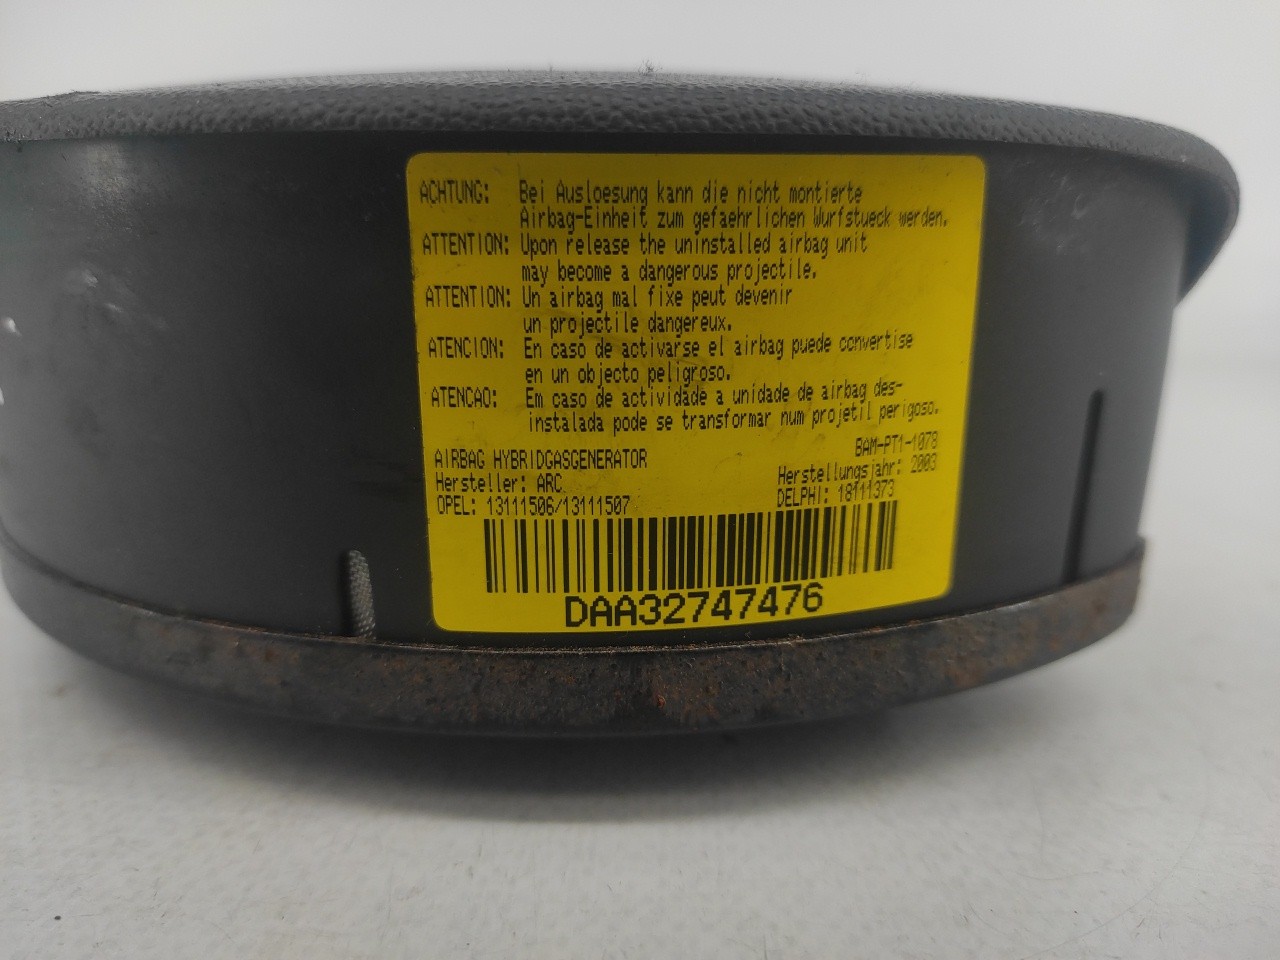 ACHTUNG: Bei Ausloesung kann die nicht montierte
Airbag-Einheit zum gefaehrlichen Wurfstueck werden.
ATTENTION: Upon release the uninstalled airbag unit
may become a dangerous projectile.
ATTENTION: Un airbag mal fixe peut devenir
un projectile dangereux.
ATENCION: En caso de activarse el airbag puede convertise
en un objecto peligroso.
ATENCAO: Em caso de actividade a unidade de airbag des-
instalada pode se transformar num projetil perigoso.
BAM-PT1-1078
AIRBAG HYBRIDGASGENERATOR
Herstellungsjahr: 2003
Hersteller: ARC
DELPHI: 18111373
OPEL: 13111506/13111507
DAA32747476